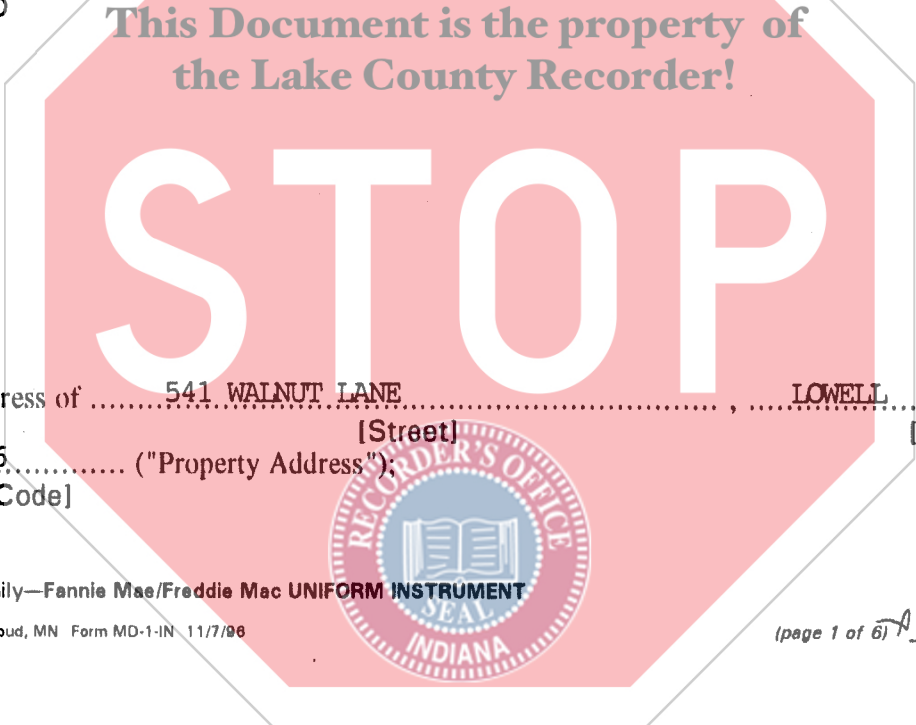 This Document is the property of
the Lake County Recorder!
STOP
ress of ........541 WALNUT LANE................................................ , ......LOWELL....
[Street] [
6............... ("Property Address");
Code]
RECORDER'S OFFICE
ily—Fannie Mae/Freddie Mac UNIFORM INSTRUMENT
SEAL
oud, MN Form MD-1-IN 11/7/96 (page 1 of 6)
INDIANA